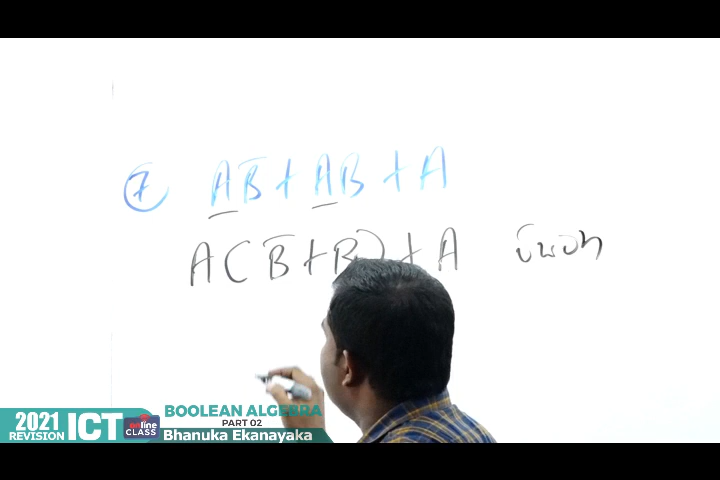 7 AB̅ + AB + A
A(B̅ + B) + A
2021
REVISION
ICT
online
CLASS
BOOLEAN ALGEBRA
PART 02
Bhanuka Ekanayaka